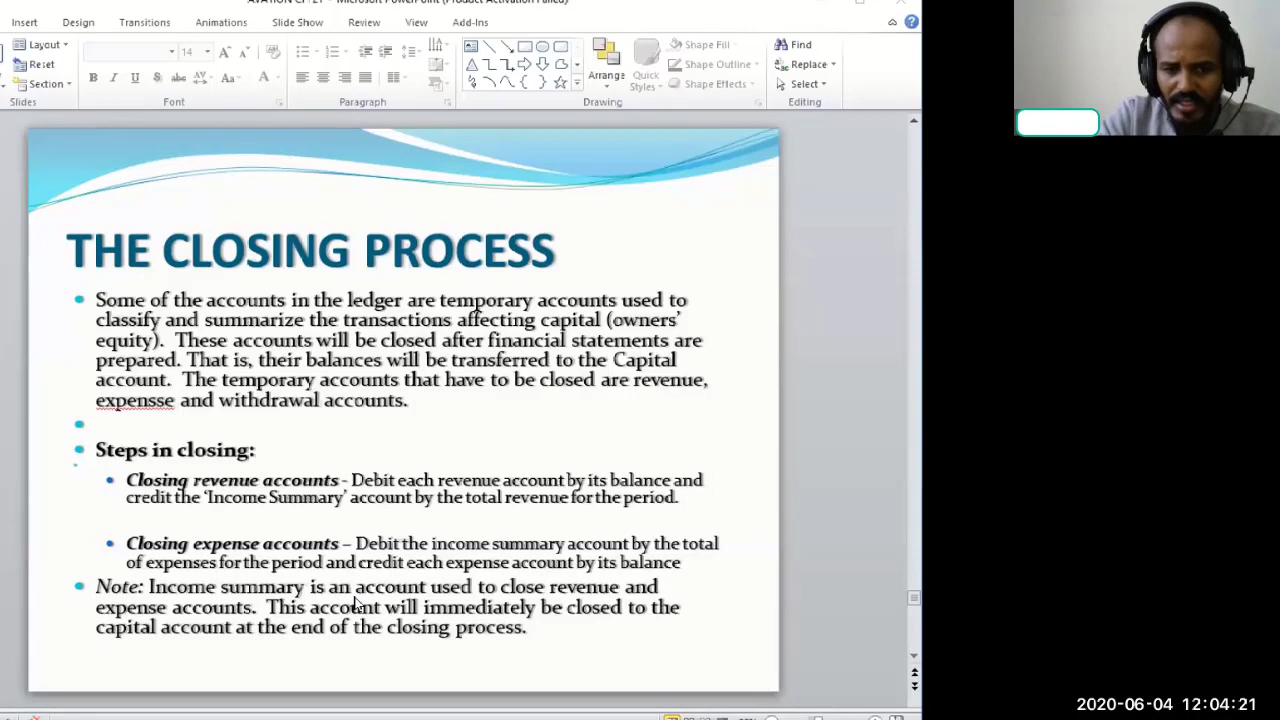 Insert Design Transitions Animations Slide Show Review View Add-Ins
Layout 14 Shape Fill Find
Reset Arrange Quick Shape Outline Replace
Section B I U S abc AV Aa A Styles Shape Effects Select
Slides Font Paragraph Drawing Editing
THE CLOSING PROCESS
Some of the accounts in the ledger are temporary accounts used to
classify and summarize the transactions affecting capital (owners'
equity). These accounts will be closed after financial statements are
prepared. That is, their balances will be transferred to the Capital
account. The temporary accounts that have to be closed are revenue,
expensse and withdrawal accounts.
Steps in closing:
Closing revenue accounts - Debit each revenue account by its balance and
credit the 'Income Summary' account by the total revenue for the period.
Closing expense accounts – Debit the income summary account by the total
of expenses for the period and credit each expense account by its balance
Note: Income summary is an account used to close revenue and
expense accounts. This account will immediately be closed to the
capital account at the end of the closing process.
2020-06-04 12:04:21